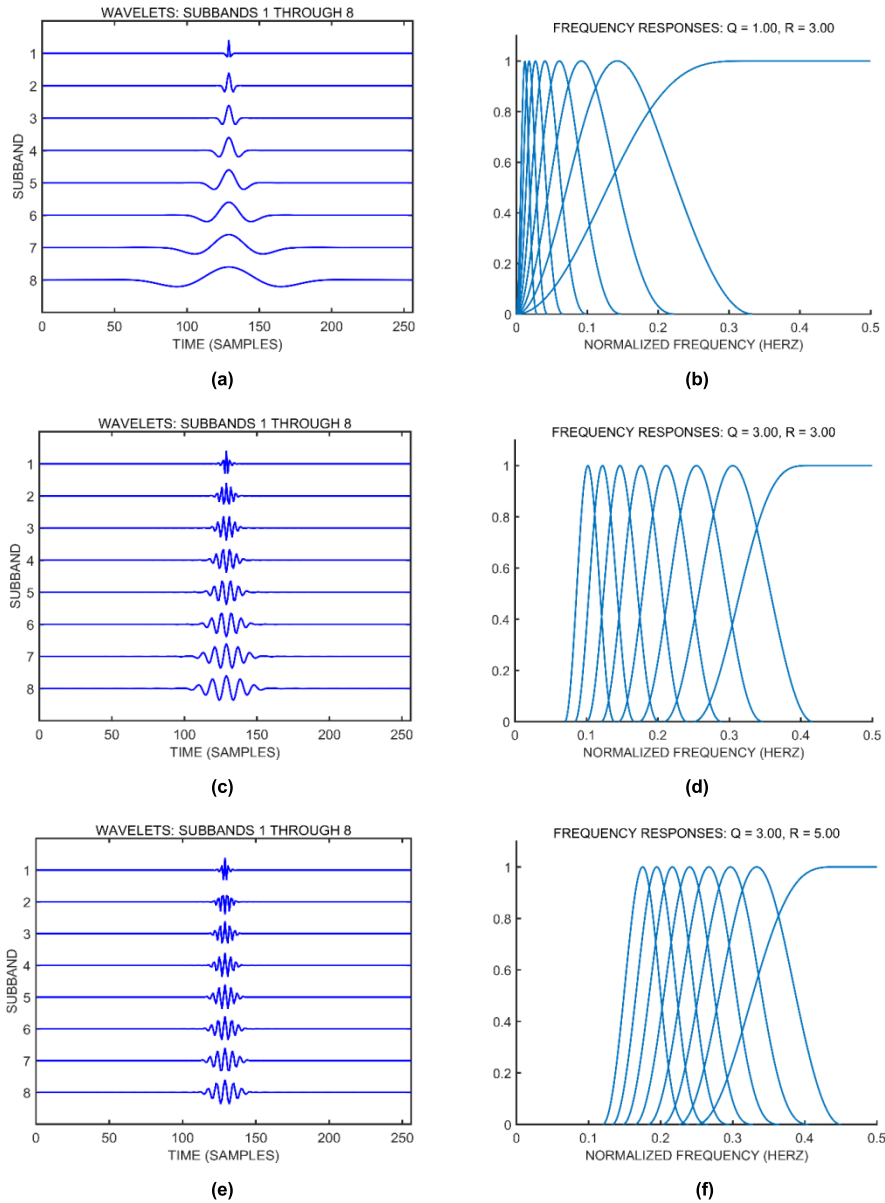 WAVELETS: SUBBANDS 1 THROUGH 8
SUBBAND
1
2
3
4
5
6
7
8
0 50 100 150 200 250
TIME (SAMPLES)
(a)
FREQUENCY RESPONSES: Q = 1.00, R = 3.00
1
0.8
0.6
0.4
0.2
0
0 0.1 0.2 0.3 0.4 0.5
NORMALIZED FREQUENCY (HERZ)
(b)
WAVELETS: SUBBANDS 1 THROUGH 8
SUBBAND
1
2
3
4
5
6
7
8
0 50 100 150 200 250
TIME (SAMPLES)
(c)
FREQUENCY RESPONSES: Q = 3.00, R = 3.00
1
0.8
0.6
0.4
0.2
0
0 0.1 0.2 0.3 0.4 0.5
NORMALIZED FREQUENCY (HERZ)
(d)
WAVELETS: SUBBANDS 1 THROUGH 8
SUBBAND
1
2
3
4
5
6
7
8
0 50 100 150 200 250
TIME (SAMPLES)
(e)
FREQUENCY RESPONSES: Q = 3.00, R = 5.00
1
0.8
0.6
0.4
0.2
0
0 0.1 0.2 0.3 0.4 0.5
NORMALIZED FREQUENCY (HERZ)
(f)